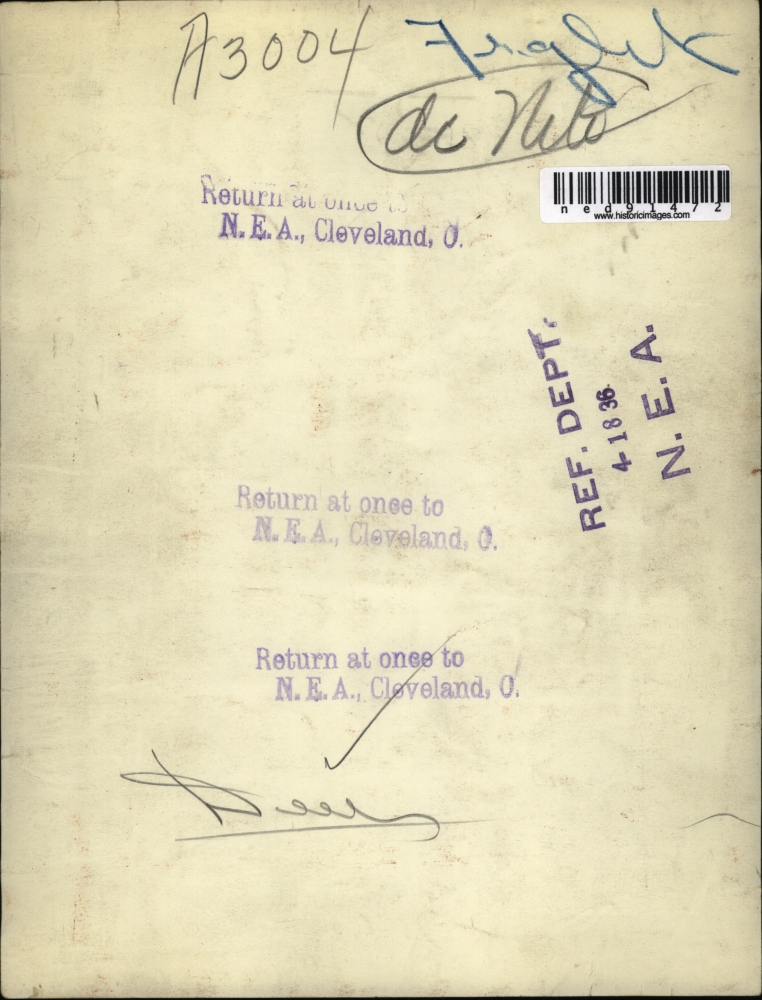 A3004
de Nito
Return at once to
N. E. A., Cleveland, O.
ned91472
www.historicimages.com
REF. DEPT.
4 18 36
N. E. A.
Return at once to
N. E. A., Cleveland, O.
Return at once to
N. E. A., Cleveland, O.